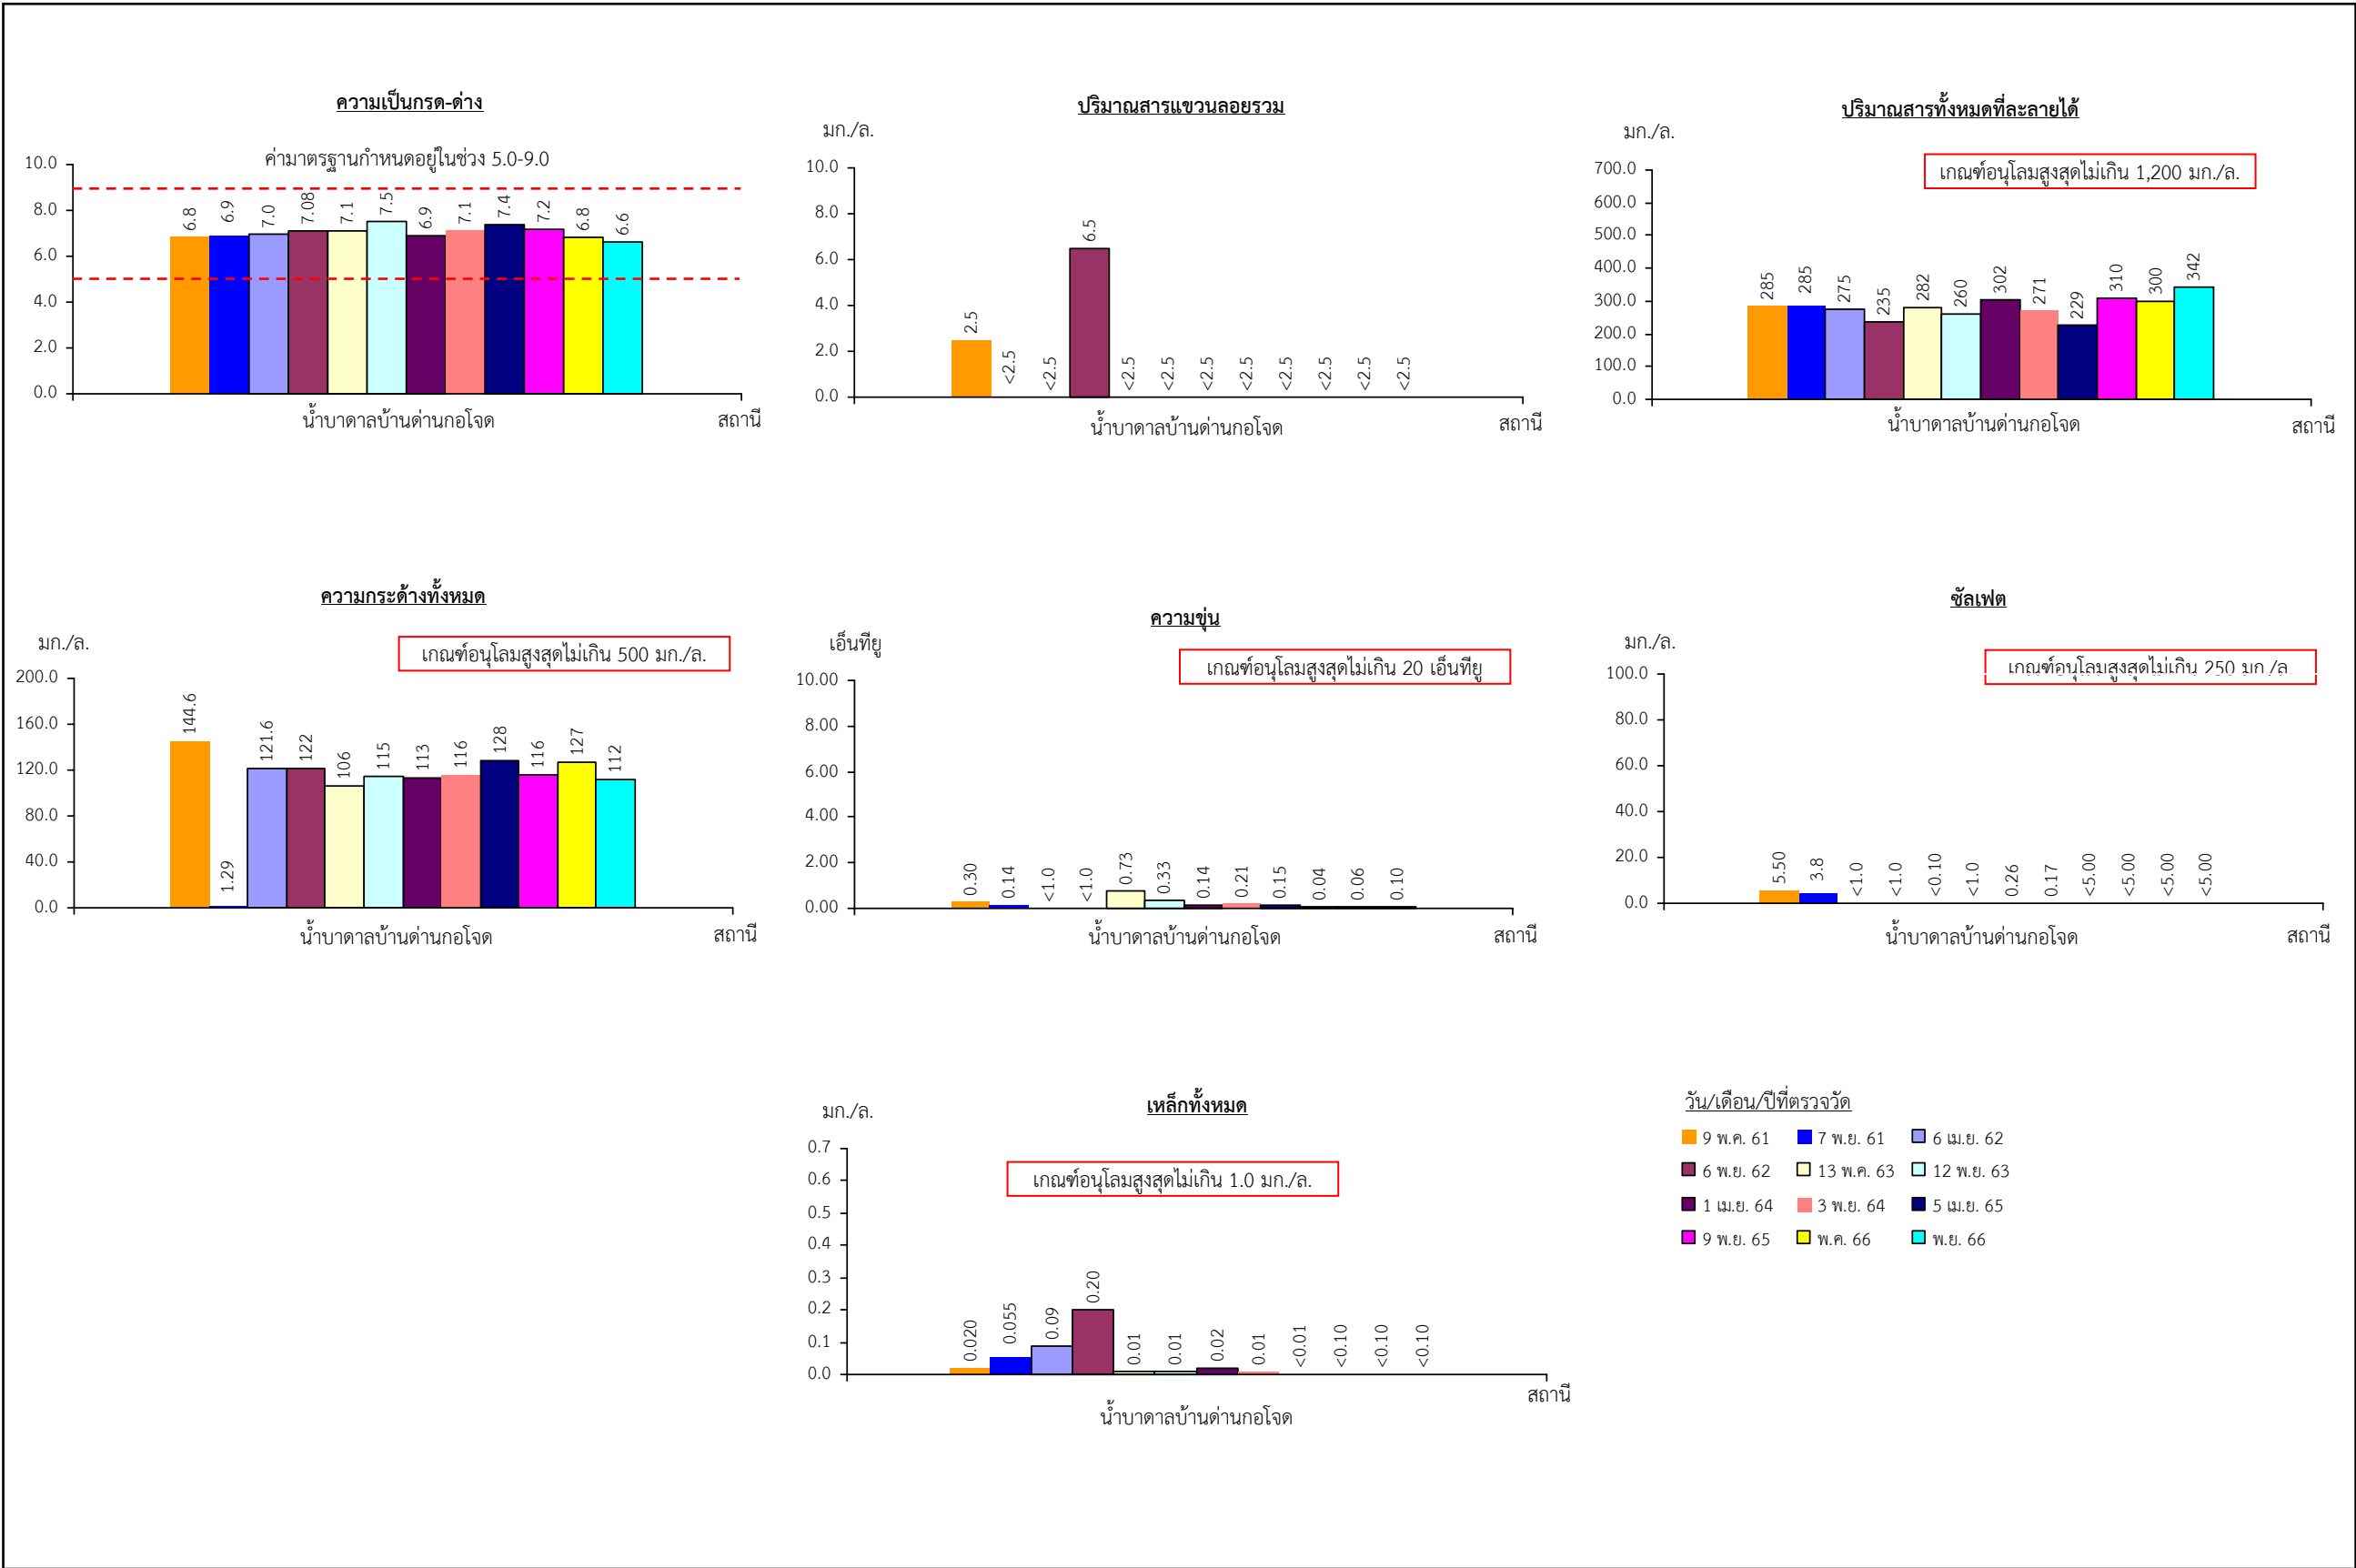 ความเป็นกรด-ด่าง
ค่ามาตรฐานกำหนดอยู่ในช่วง 5.0-9.0
10.0
8.0
6.0
4.0
2.0
0.0
6.8 6.9 7.0 7.08 7.1 7.5 6.9 7.1 7.4 7.2 6.8 6.6
น้ำบาดาลบ้านด่านกอโจด
สถานี
ปริมาณสารแขวนลอยรวม
มก./ล.
10.0
8.0
6.0
4.0
2.0
0.0
2.5 <2.5 <2.5 6.5 <2.5 <2.5 <2.5 <2.5 <2.5 <2.5 <2.5 <2.5
น้ำบาดาลบ้านด่านกอโจด
สถานี
ปริมาณสารทั้งหมดที่ละลายได้
มก./ล.
เกณฑ์อนุโลมสูงสุดไม่เกิน 1,200 มก./ล.
700.0
600.0
500.0
400.0
300.0
200.0
100.0
0.0
285 285 275 235 282 260 302 271 229 310 300 342
น้ำบาดาลบ้านด่านกอโจด
สถานี
ความกระด้างทั้งหมด
มก./ล.
เกณฑ์อนุโลมสูงสุดไม่เกิน 500 มก./ล.
200.0
160.0
120.0
80.0
40.0
0.0
144.6 1.29 121.6 122 106 115 113 116 128 116 127 112
น้ำบาดาลบ้านด่านกอโจด
สถานี
ความขุ่น
เอ็นทียู
เกณฑ์อนุโลมสูงสุดไม่เกิน 20 เอ็นทียู
10.00
8.00
6.00
4.00
2.00
0.00
0.30 0.14 <1.0 <1.0 0.73 0.33 0.14 0.21 0.15 0.04 0.06 0.10
น้ำบาดาลบ้านด่านกอโจด
สถานี
ซัลเฟต
มก./ล.
เกณฑ์อนุโลมสูงสุดไม่เกิน 250 มก./ล.
100.0
80.0
60.0
40.0
20.0
0.0
5.50 3.8 <1.0 <1.0 <0.10 <1.0 0.26 0.17 <5.00 <5.00 <5.00 <5.00
น้ำบาดาลบ้านด่านกอโจด
สถานี
เหล็กทั้งหมด
มก./ล.
เกณฑ์อนุโลมสูงสุดไม่เกิน 1.0 มก./ล.
0.7
0.6
0.5
0.4
0.3
0.2
0.1
0.0
0.020 0.055 0.09 0.20 0.01 0.01 0.02 0.01 <0.01 <0.10 <0.10 <0.10
น้ำบาดาลบ้านด่านกอโจด
สถานี
วัน/เดือน/ปีที่ตรวจวัด
9 พ.ค. 61 7 พ.ย. 61 6 เม.ย. 62
6 พ.ย. 62 13 พ.ค. 63 12 พ.ย. 63
1 เม.ย. 64 3 พ.ย. 64 5 เม.ย. 65
9 พ.ย. 65 พ.ค. 66 พ.ย. 66